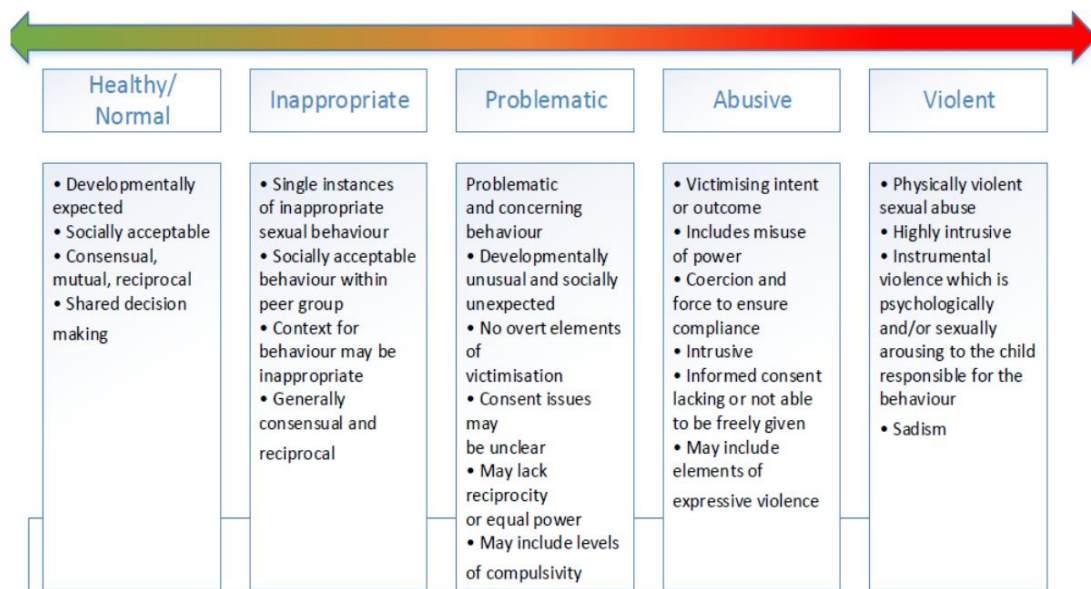 Healthy/
Normal
Inappropriate
Problematic
Abusive
Violent
• Developmentally
expected
• Socially acceptable
• Consensual,
mutual, reciprocal
• Shared decision
making
• Single instances
of inappropriate
sexual behaviour
• Socially acceptable
behaviour within
peer group
• Context for
behaviour may be
inappropriate
• Generally
consensual and
reciprocal
Problematic
and concerning
behaviour
• Developmentally
unusual and socially
unexpected
• No overt elements
of
victimisation
• Consent issues
may
be unclear
• May lack
reciprocity
or equal power
• May include levels
of compulsivity
• Victimising intent
or outcome
• Includes misuse
of power
• Coercion and
force to ensure
compliance
• Intrusive
• Informed consent
lacking or not able
to be freely given
• May include
elements of
expressive violence
• Physically violent
sexual abuse
• Highly intrusive
• Instrumental
violence which is
psychologically
and/or sexually
arousing to the child
responsible for the
behaviour
• Sadism